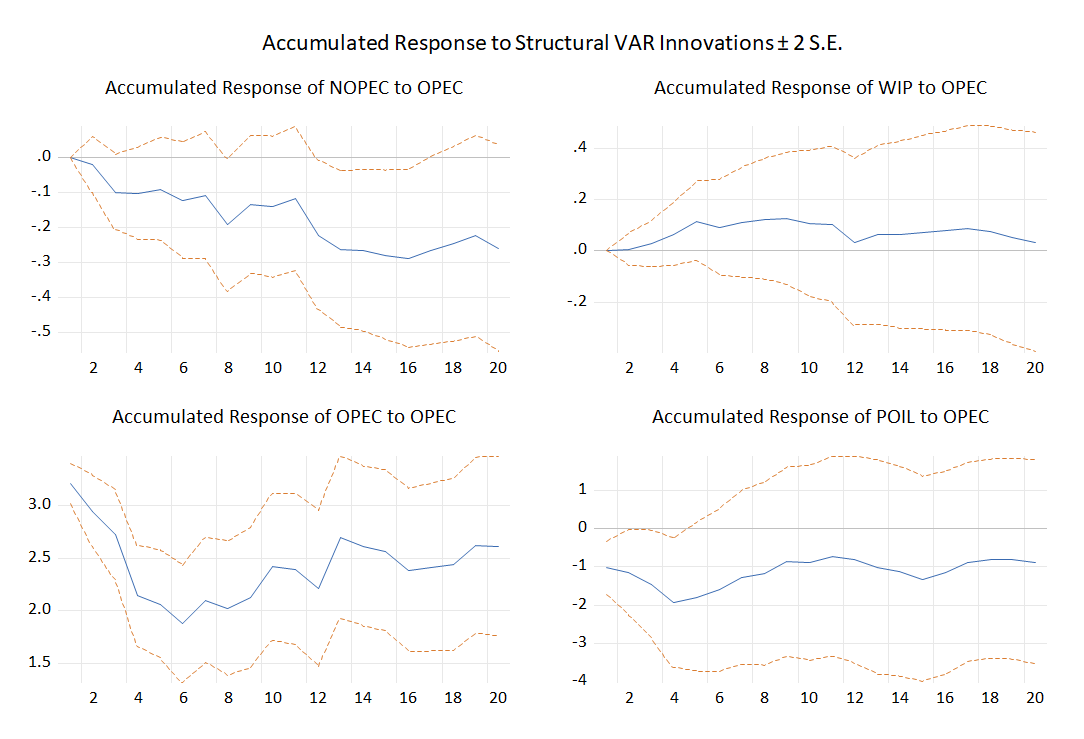 Accumulated Response to Structural VAR Innovations ± 2 S.E.
Accumulated Response of NOPEC to OPEC
.0
-.1
-.2
-.3
-.4
-.5
2 4 6 8 10 12 14 16 18 20
Accumulated Response of WIP to OPEC
.4
.2
.0
-.2
2 4 6 8 10 12 14 16 18 20
Accumulated Response of OPEC to OPEC
3.0
2.5
2.0
1.5
2 4 6 8 10 12 14 16 18 20
Accumulated Response of POIL to OPEC
1
0
-1
-2
-3
-4
2 4 6 8 10 12 14 16 18 20